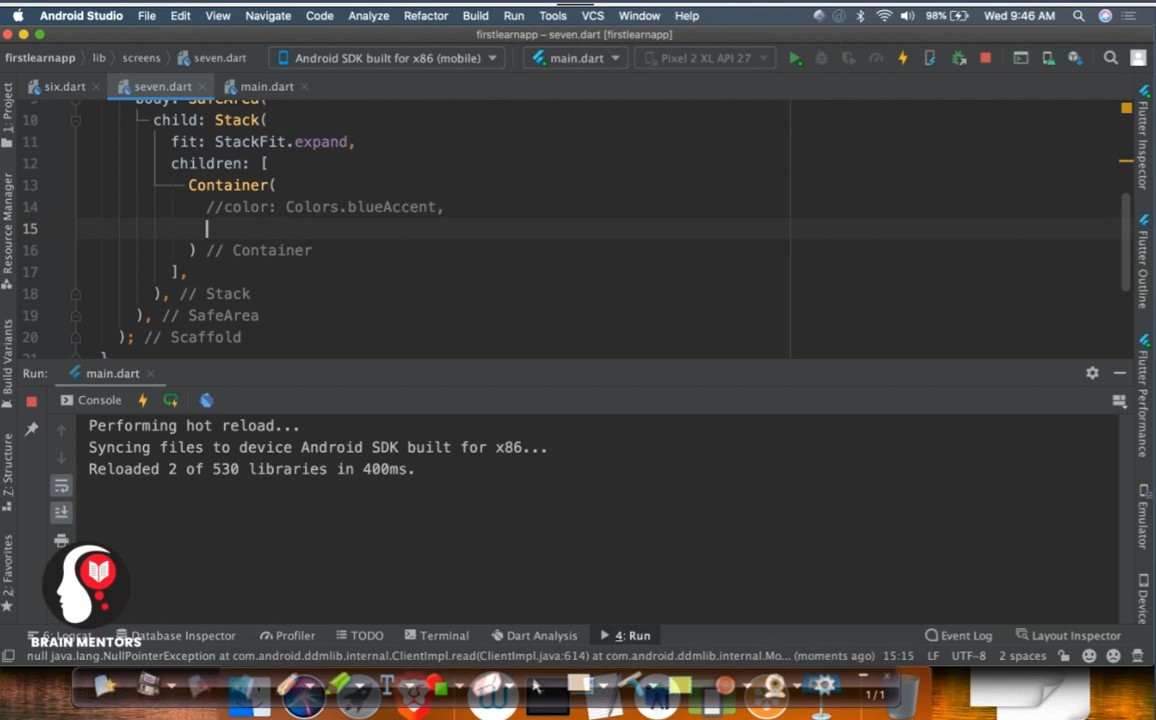 Android Studio File Edit View Navigate Code Analyze Refactor Build Run Tools VCS Window Help 98% Wed 9:46 AM
firstlearnapp – seven.dart [firstlearnapp]
firstlearnapp lib screens seven.dart Android SDK built for x86 (mobile) main.dart Pixel 2 XL API 27
six.dart seven.dart main.dart
body: SafeArea(
10 child: Stack(
11 fit: StackFit.expand,
12 children: [
13 Container(
14 //color: Colors.blueAccent,
15
16 ) // Container
17 ],
18 ), // Stack
19 ), // SafeArea
20 ); // Scaffold
21 }
1: Project
Resource Manager
Build Variants
7: Structure
2: Favorites
Flutter Inspector
Flutter Outline
Flutter Performance
Emulator
Device
Run: main.dart
Console
Performing hot reload...
Syncing files to device Android SDK built for x86...
Reloaded 2 of 530 libraries in 400ms.
BRAIN MENTORS
6: Logcat Database Inspector Profiler TODO Terminal Dart Analysis 4: Run Event Log Layout Inspector
null java.lang.NullPointerException at com.android.ddmlib.internal.ClientImpl.read(ClientImpl.java:614) at com.android.ddmlib.internal.Mo... (moments ago) 15:15 LF UTF-8 2 spaces
1/1